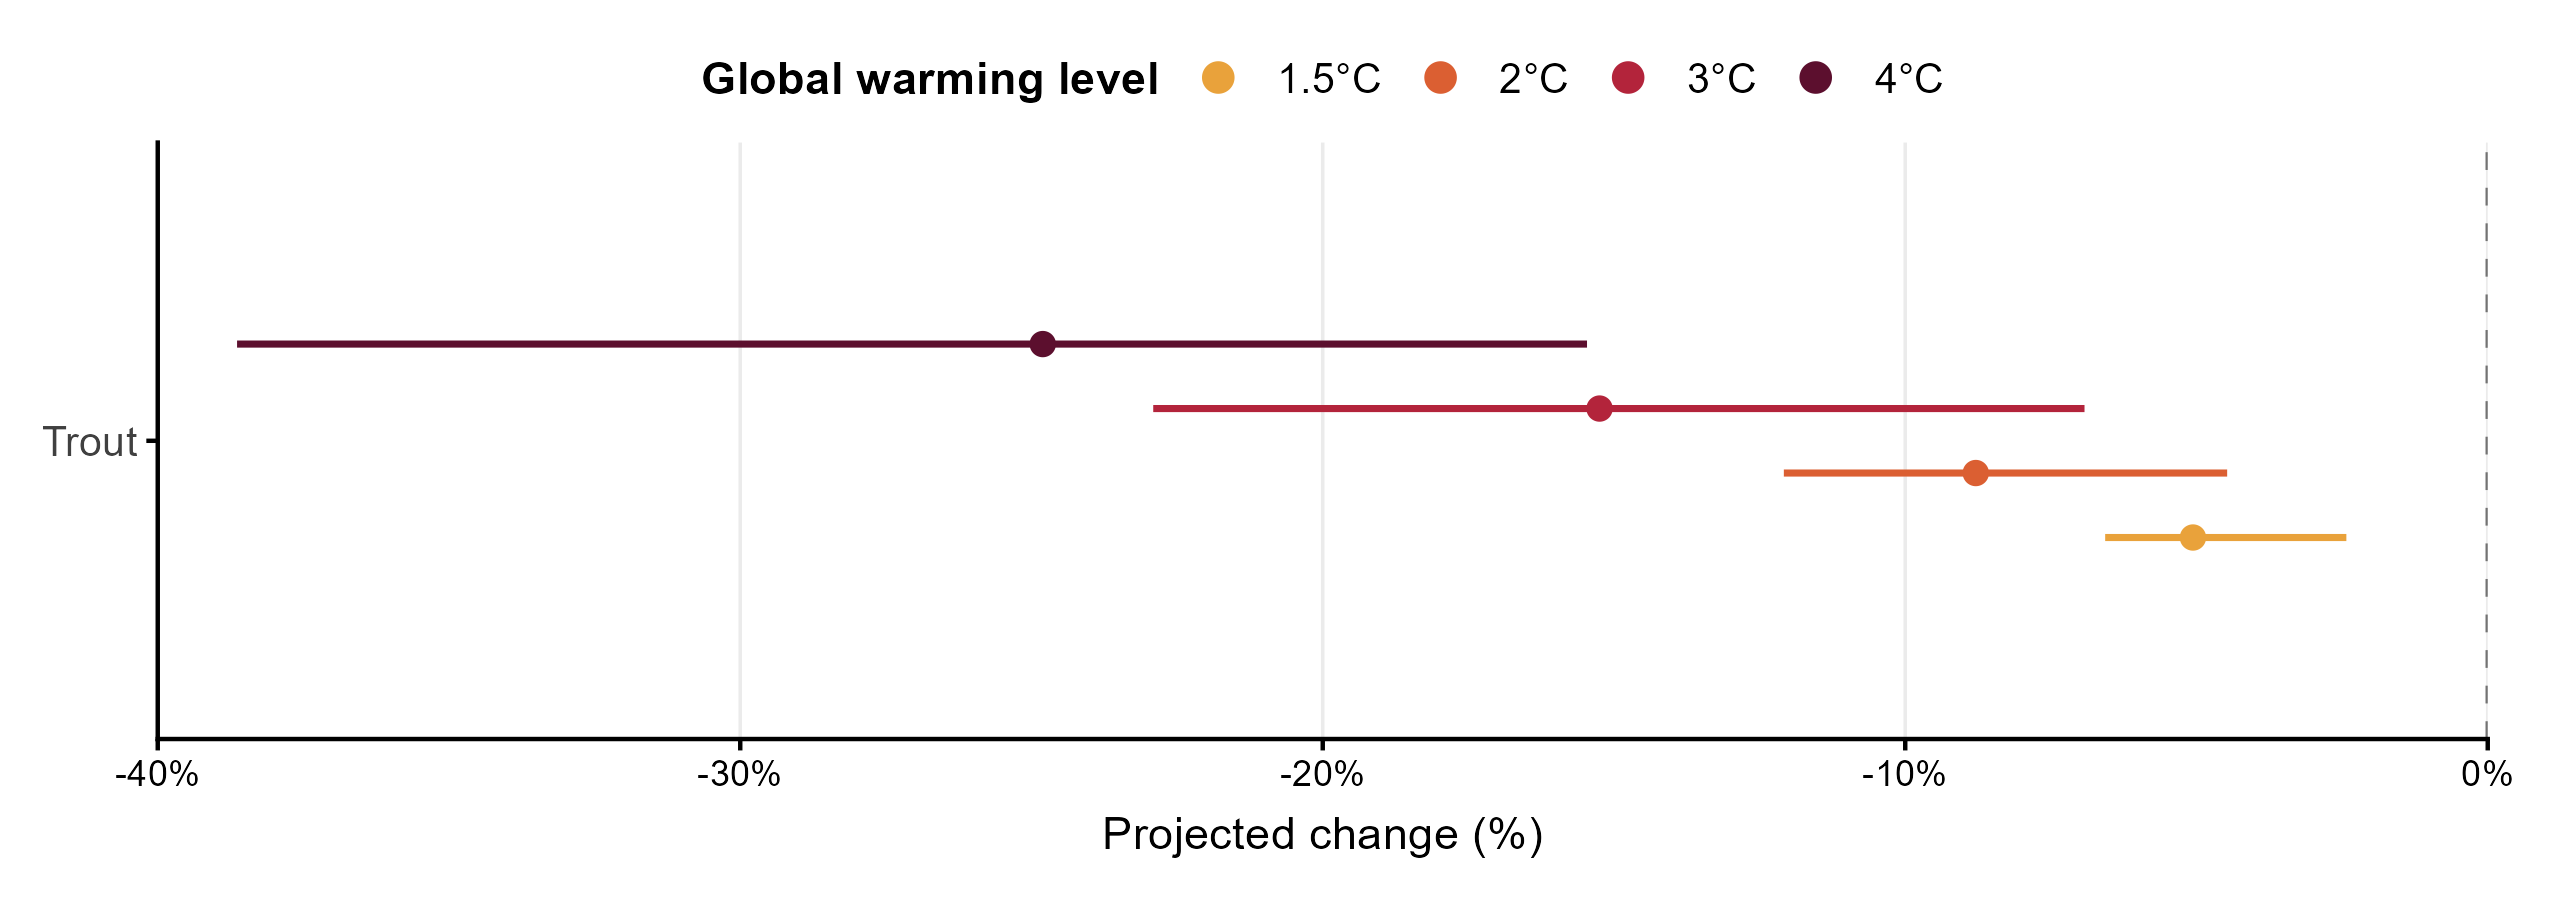 Global warming level 1.5°C 2°C 3°C 4°C
Trout
-40% -30% -20% -10% 0%
Projected change (%)